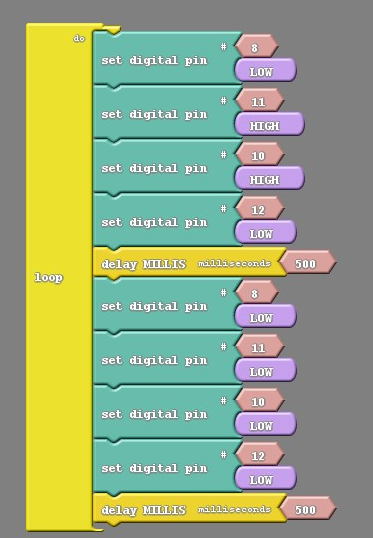 do
set digital pin # 8
LOW
set digital pin # 11
HIGH
set digital pin # 10
HIGH
set digital pin # 12
LOW
delay MILLIS milliseconds 500
loop
set digital pin # 8
LOW
set digital pin # 11
LOW
set digital pin # 10
LOW
set digital pin # 12
LOW
delay MILLIS milliseconds 500